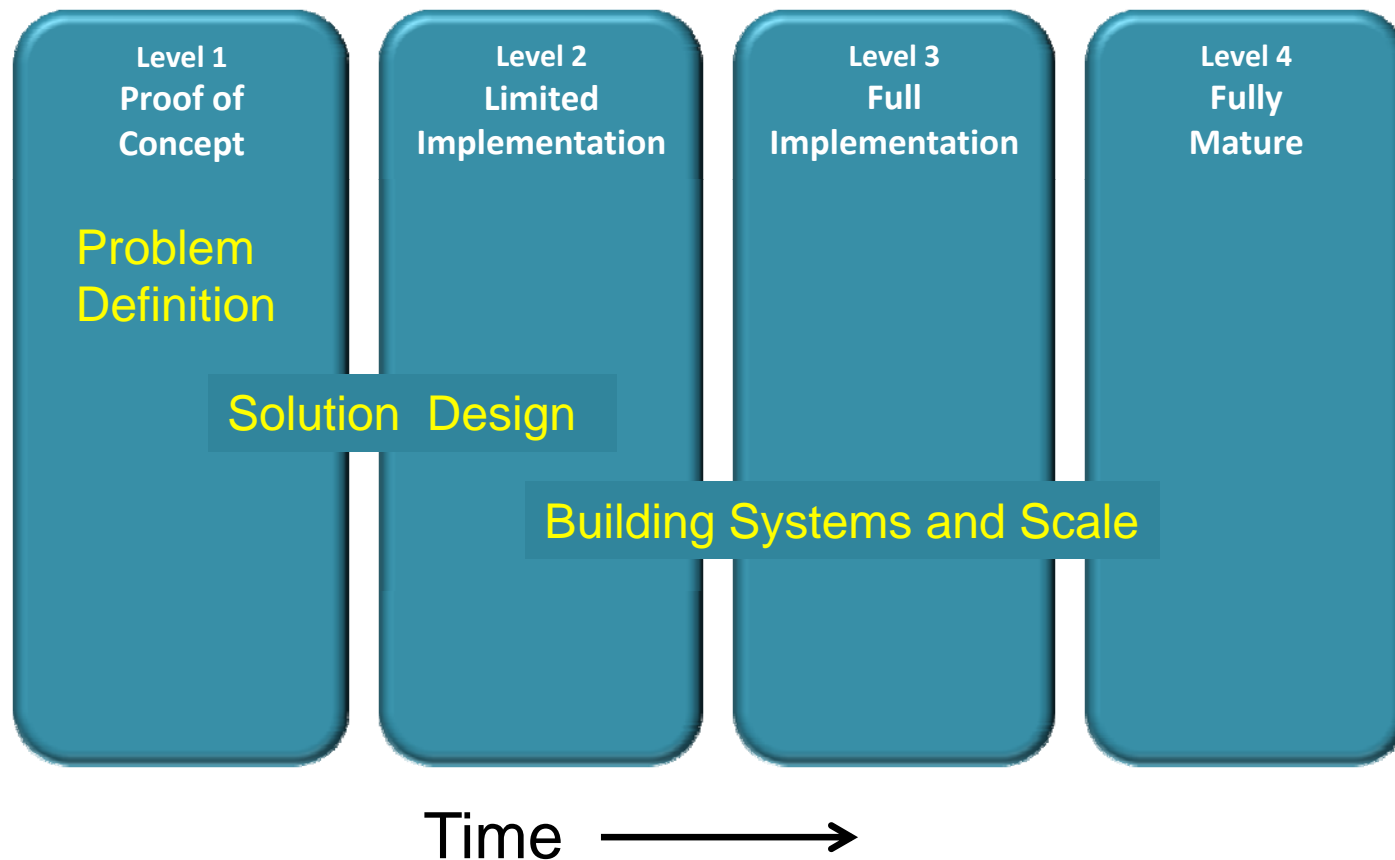 Level 1
Proof of
Concept
Level 2
Limited
Implementation
Level 3
Full
Implementation
Level 4
Fully
Mature
Problem
Definition
Solution Design
Building Systems and Scale
Time